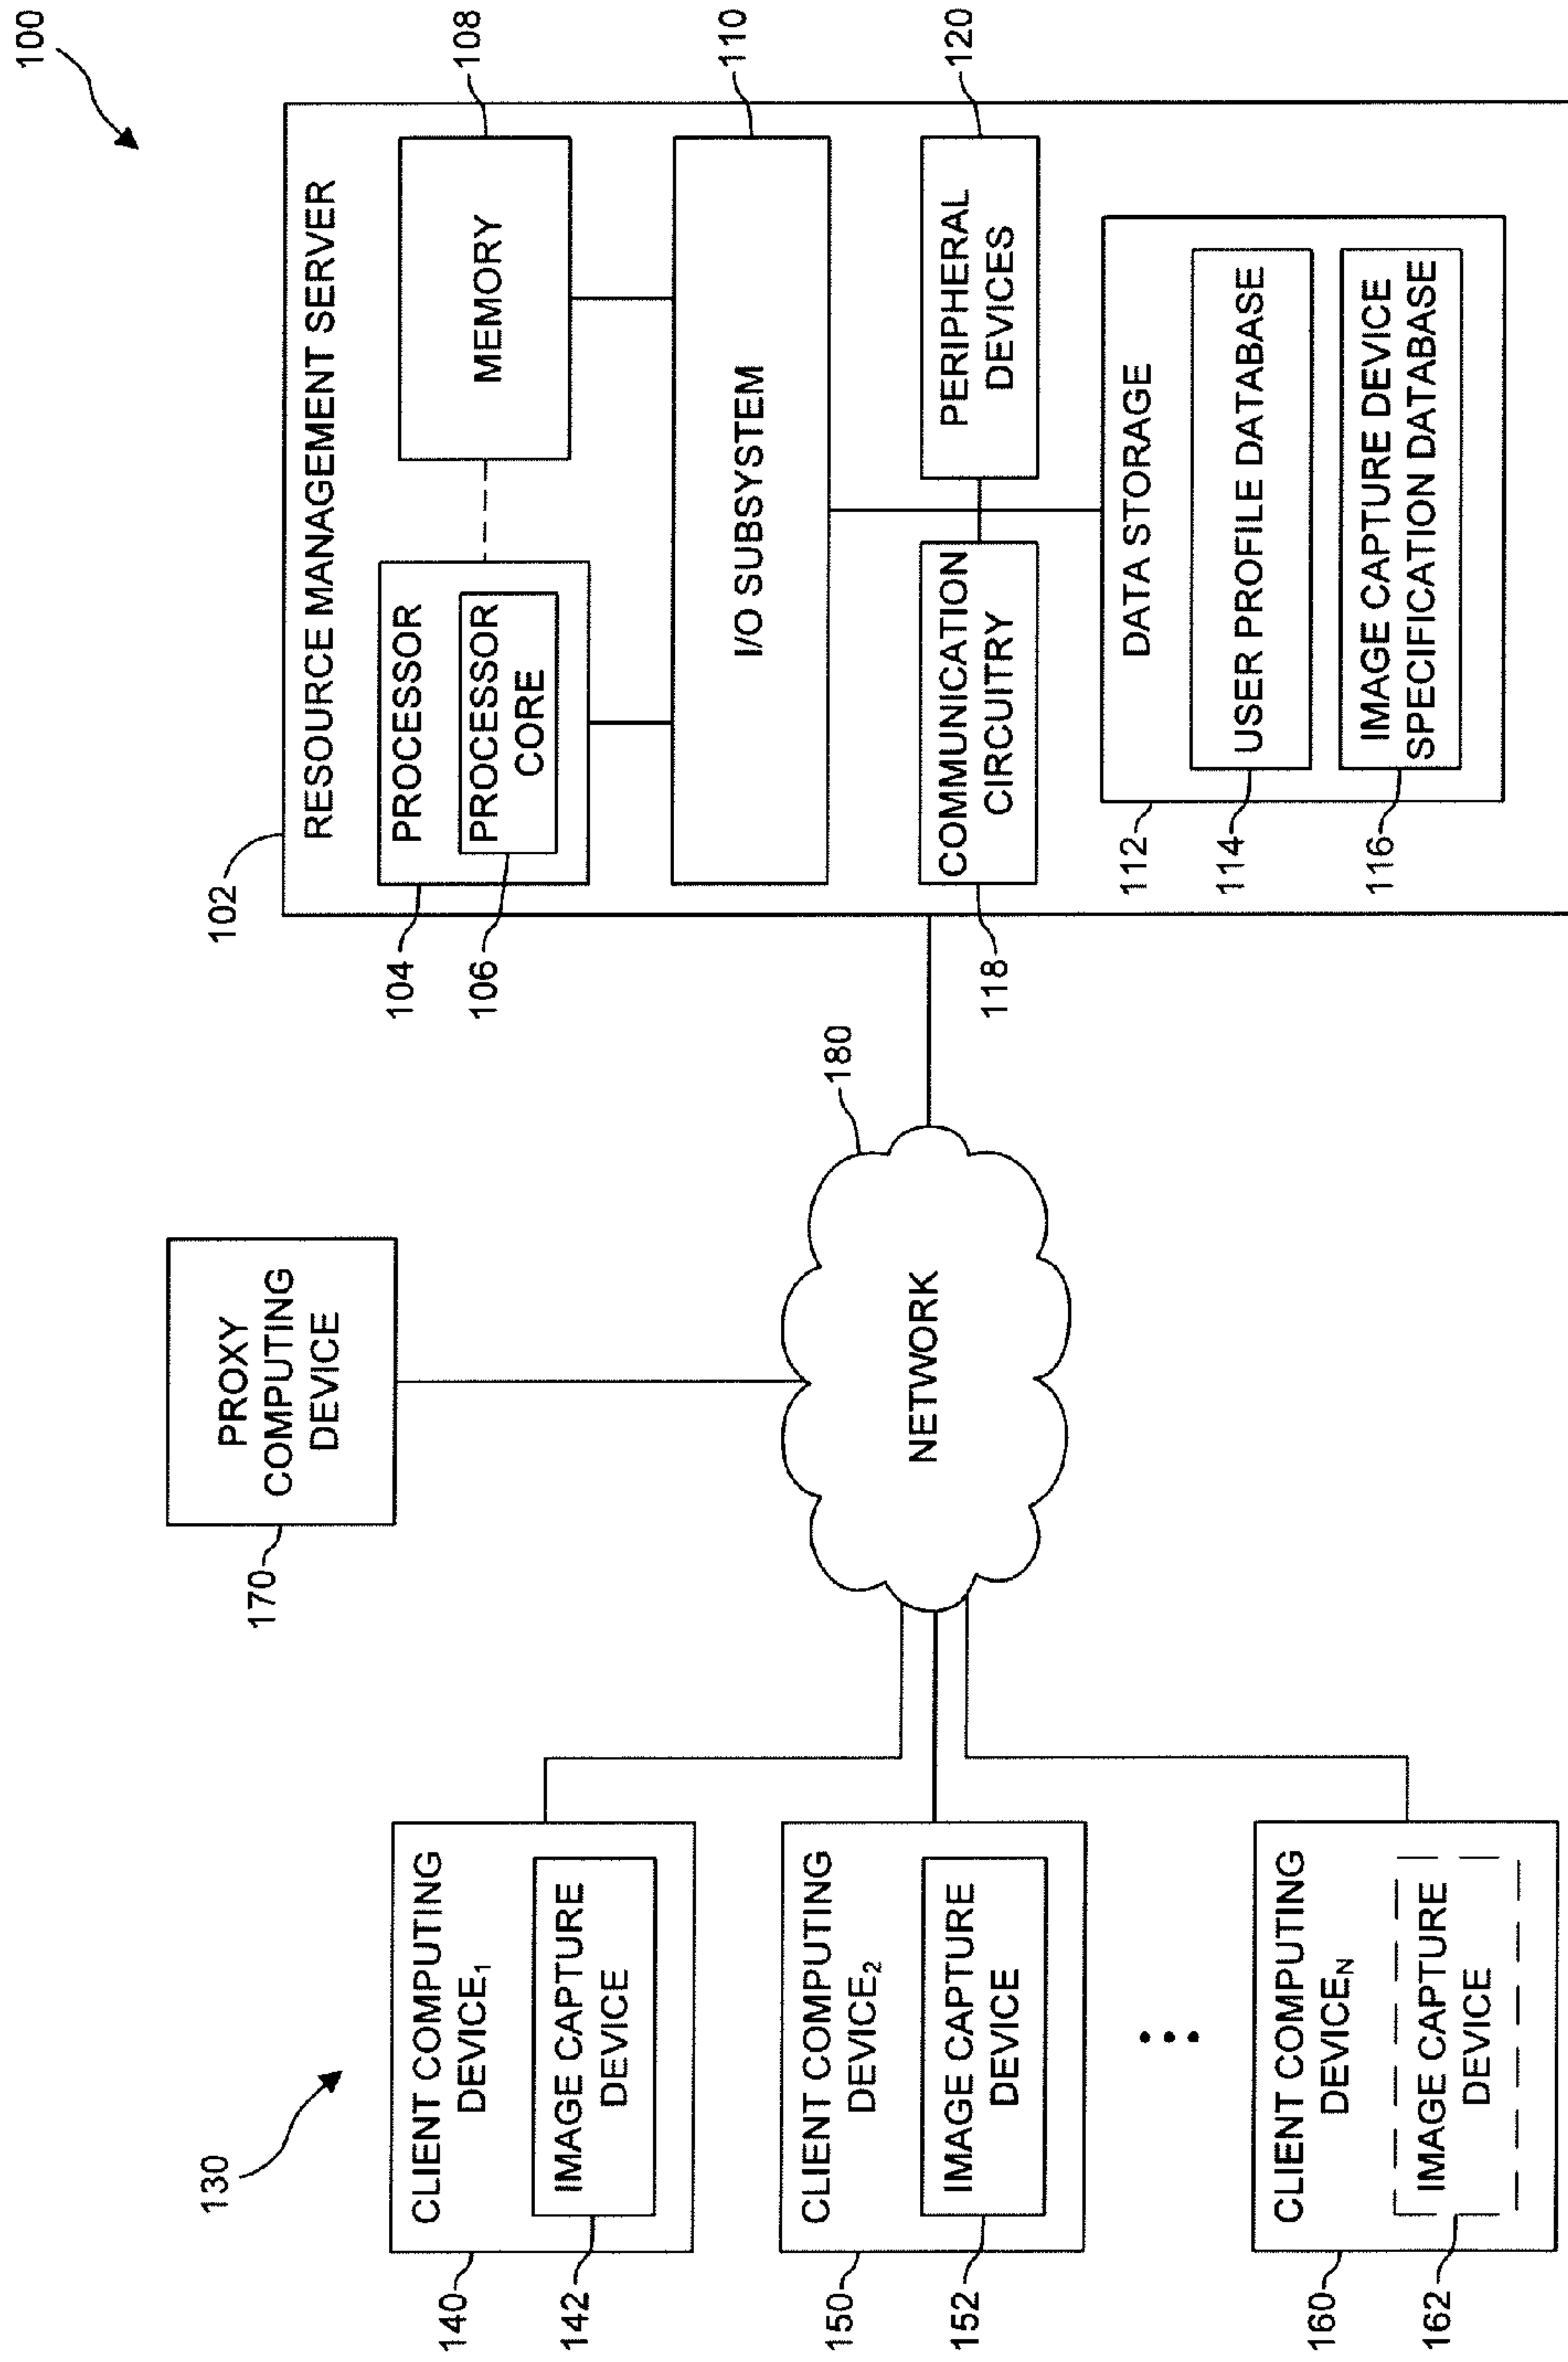 100
RESOURCE MANAGEMENT SERVER
102
PROCESSOR
104
PROCESSOR
CORE
106
MEMORY
108
I/O SUBSYSTEM
110
COMMUNICATION
CIRCUITRY
118
PERIPHERAL
DEVICES
120
DATA STORAGE
112
USER PROFILE DATABASE
114
IMAGE CAPTURE DEVICE
SPECIFICATION DATABASE
116
PROXY
COMPUTING
DEVICE
170
NETWORK
180
130
CLIENT COMPUTING
DEVICE₁
140
IMAGE CAPTURE
DEVICE
142
CLIENT COMPUTING
DEVICE₂
150
IMAGE CAPTURE
DEVICE
152
CLIENT COMPUTING
DEVICE_N
160
IMAGE CAPTURE
DEVICE
162